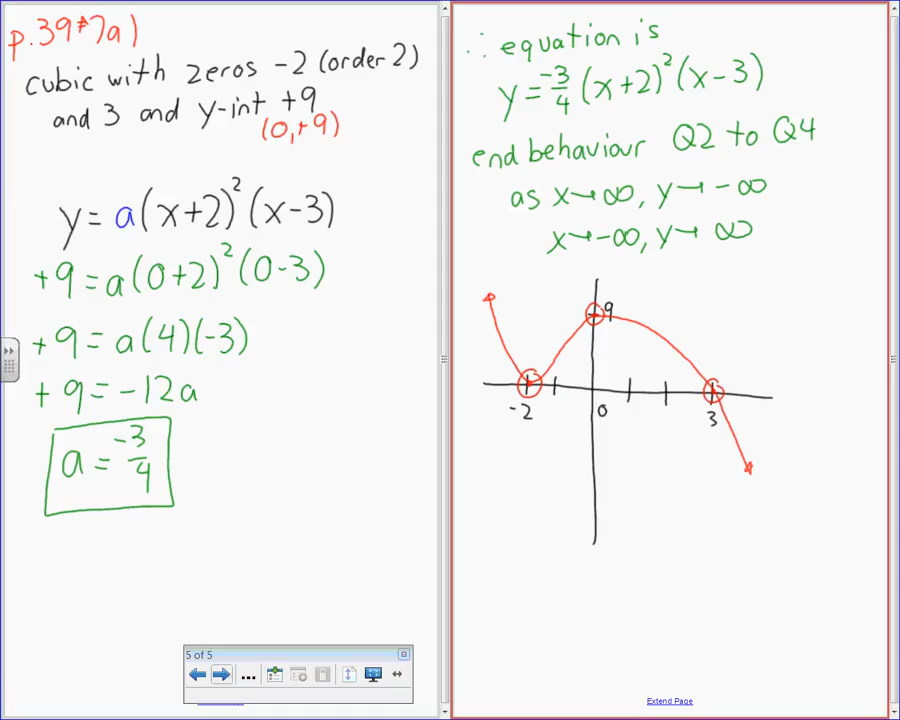 p.39#7a)
cubic with zeros -2 (order 2)
and 3 and y-int +9
(0,+9)
y=a(x+2)²(x-3)
+9=a(0+2)²(0-3)
+9=a(4)(-3)
+9=-12a
a=-3/4
∴ equation is
y=-3/4(x+2)²(x-3)
end behaviour Q2 to Q4
as x→∞, y→-∞
x→-∞, y→∞
9
-2 0 3
5 of 5
...
Extend Page